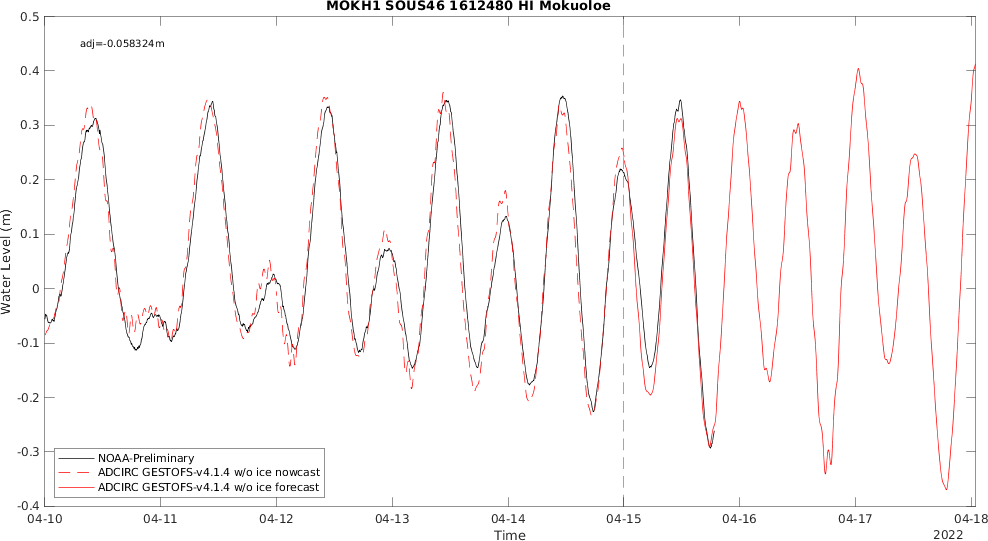 MOKH1 SOUS46 1612480 HI Mokuoloe
adj=-0.058324m
0.5
0.4
0.3
0.2
0.1
0
-0.1
-0.2
-0.3
-0.4
Water Level (m)
NOAA-Preliminary
ADCIRC GESTOFS-v4.1.4 w/o ice nowcast
ADCIRC GESTOFS-v4.1.4 w/o ice forecast
04-10 04-11 04-12 04-13 04-14 04-15 04-16 04-17 04-18
Time
2022